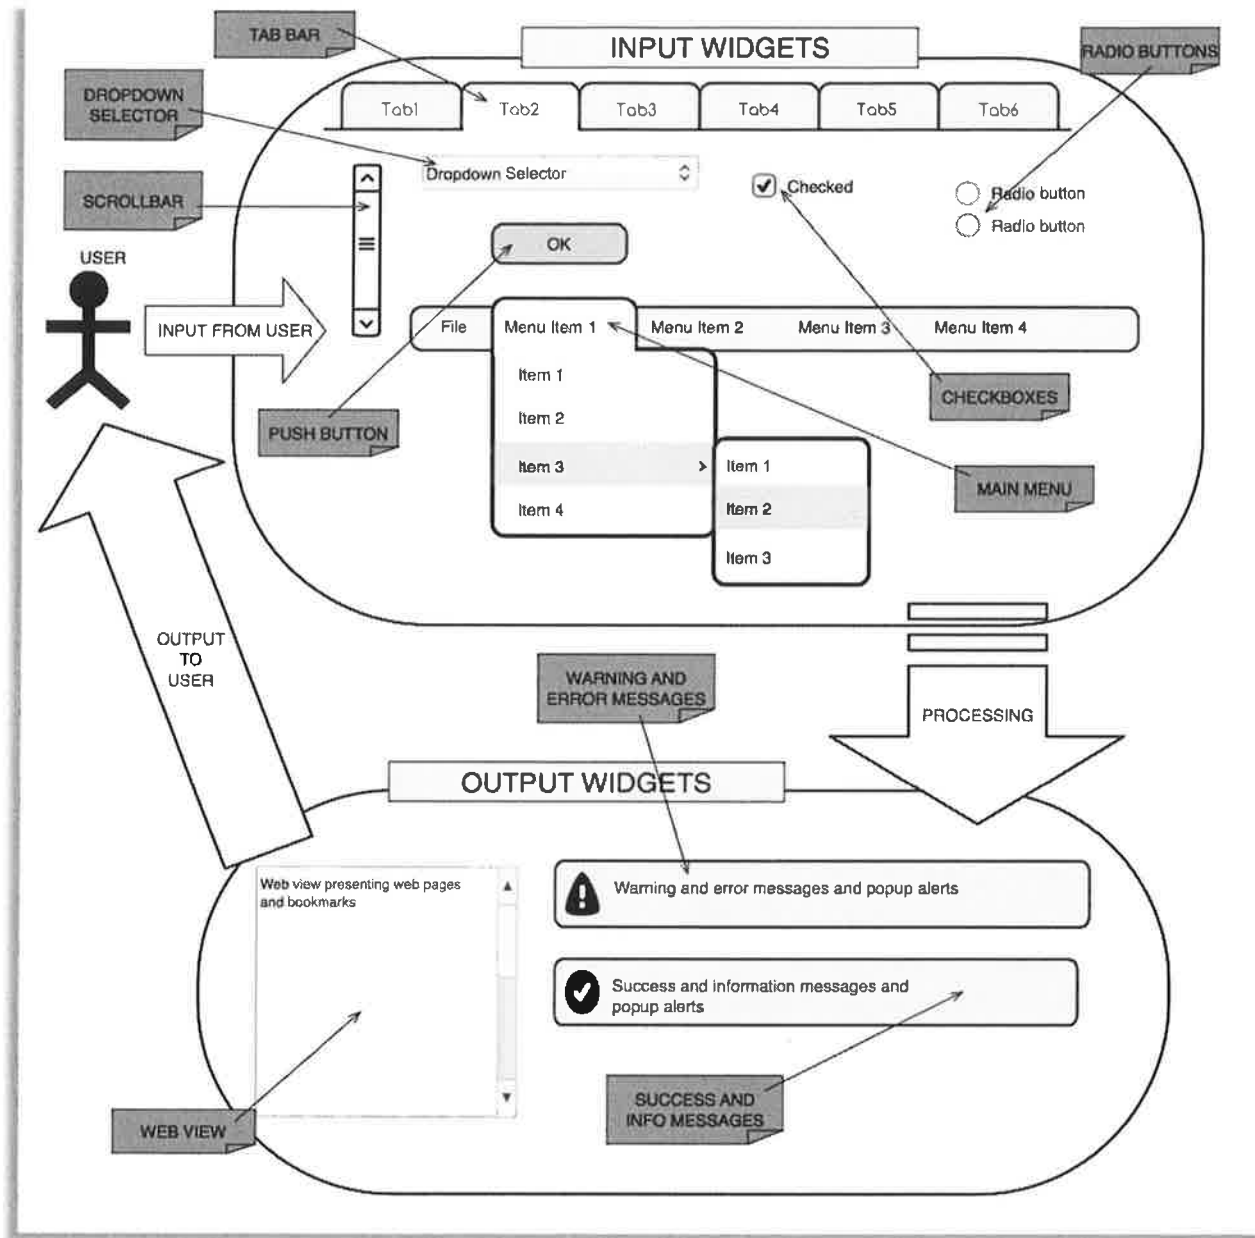 TAB BAR
INPUT WIDGETS
RADIO BUTTONS
DROPDOWN
SELECTOR
Tab1
Tab2
Tab3
Tab4
Tab5
Tab6
Dropdown Selector
Checked
Radio button
Radio button
SCROLLBAR
OK
USER
INPUT FROM USER
File
Menu Item 1
Menu Item 2
Menu Item 3
Menu Item 4
Item 1
Item 2
Item 3
Item 4
Item 1
Item 2
Item 3
CHECKBOXES
PUSH BUTTON
MAIN MENU
OUTPUT
TO
USER
WARNING AND
ERROR MESSAGES
PROCESSING
OUTPUT WIDGETS
Web view presenting web pages
and bookmarks
Warning and error messages and popup alerts
Success and information messages and
popup alerts
SUCCESS AND
INFO MESSAGES
WEB VIEW